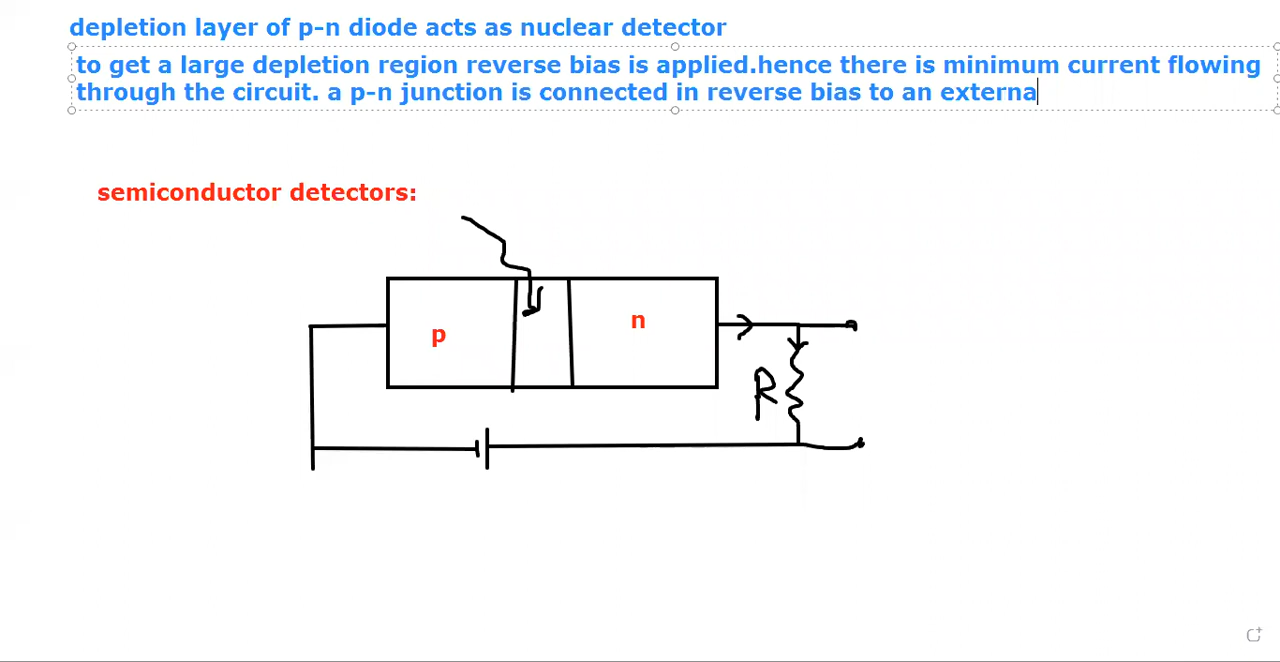 depletion layer of p-n diode acts as nuclear detector
to get a large depletion region reverse bias is applied.hence there is minimum current flowing
through the circuit. a p-n junction is connected in reverse bias to an externa
semiconductor detectors:
p
n
R